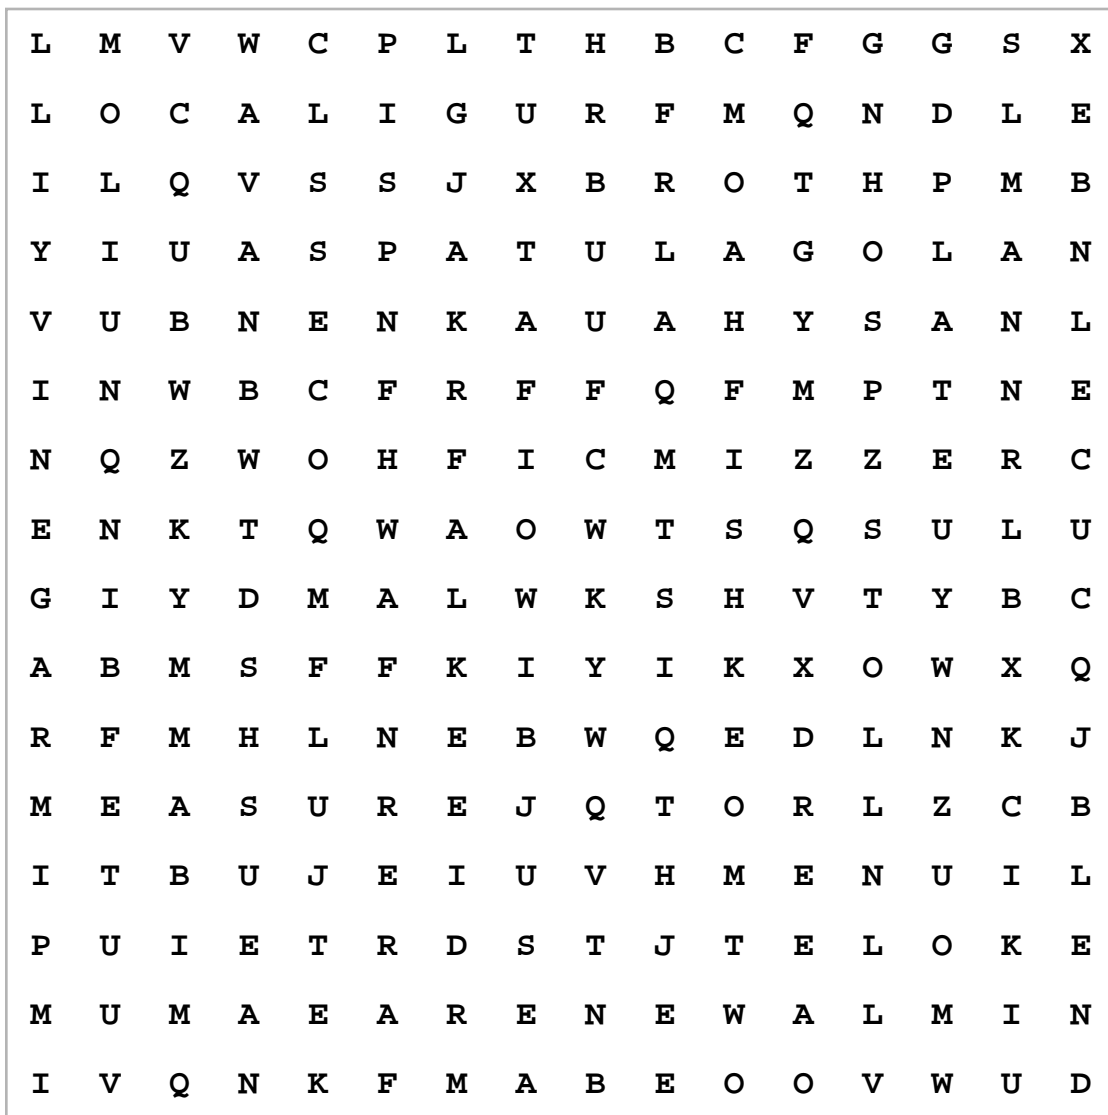 L M V W C P L T H B C F G G S X
L O C A L I G U R F M Q N D L E
I L Q V S S J X B R O T H P M B
Y I U A S P A T U L A G O L A N
V U B N E N K A U A H Y S A N L
I N W B C F R F F Q F M P T N E
N Q Z W O H F I C M I Z Z E R C
E N K T Q W A O W T S Q S U L U
G I Y D M A L W K S H V T Y B C
A B M S F F K I Y I K X O W X Q
R F M H L N E B W Q E D L N K J
M E A S U R E J Q T O R L Z C B
I T B U J E I U V H M E N U I L
P U I E T R D S T J T E L O K E
M U M A E A R E N E W A L M I N
I V Q N K F M A B E O O V W U D